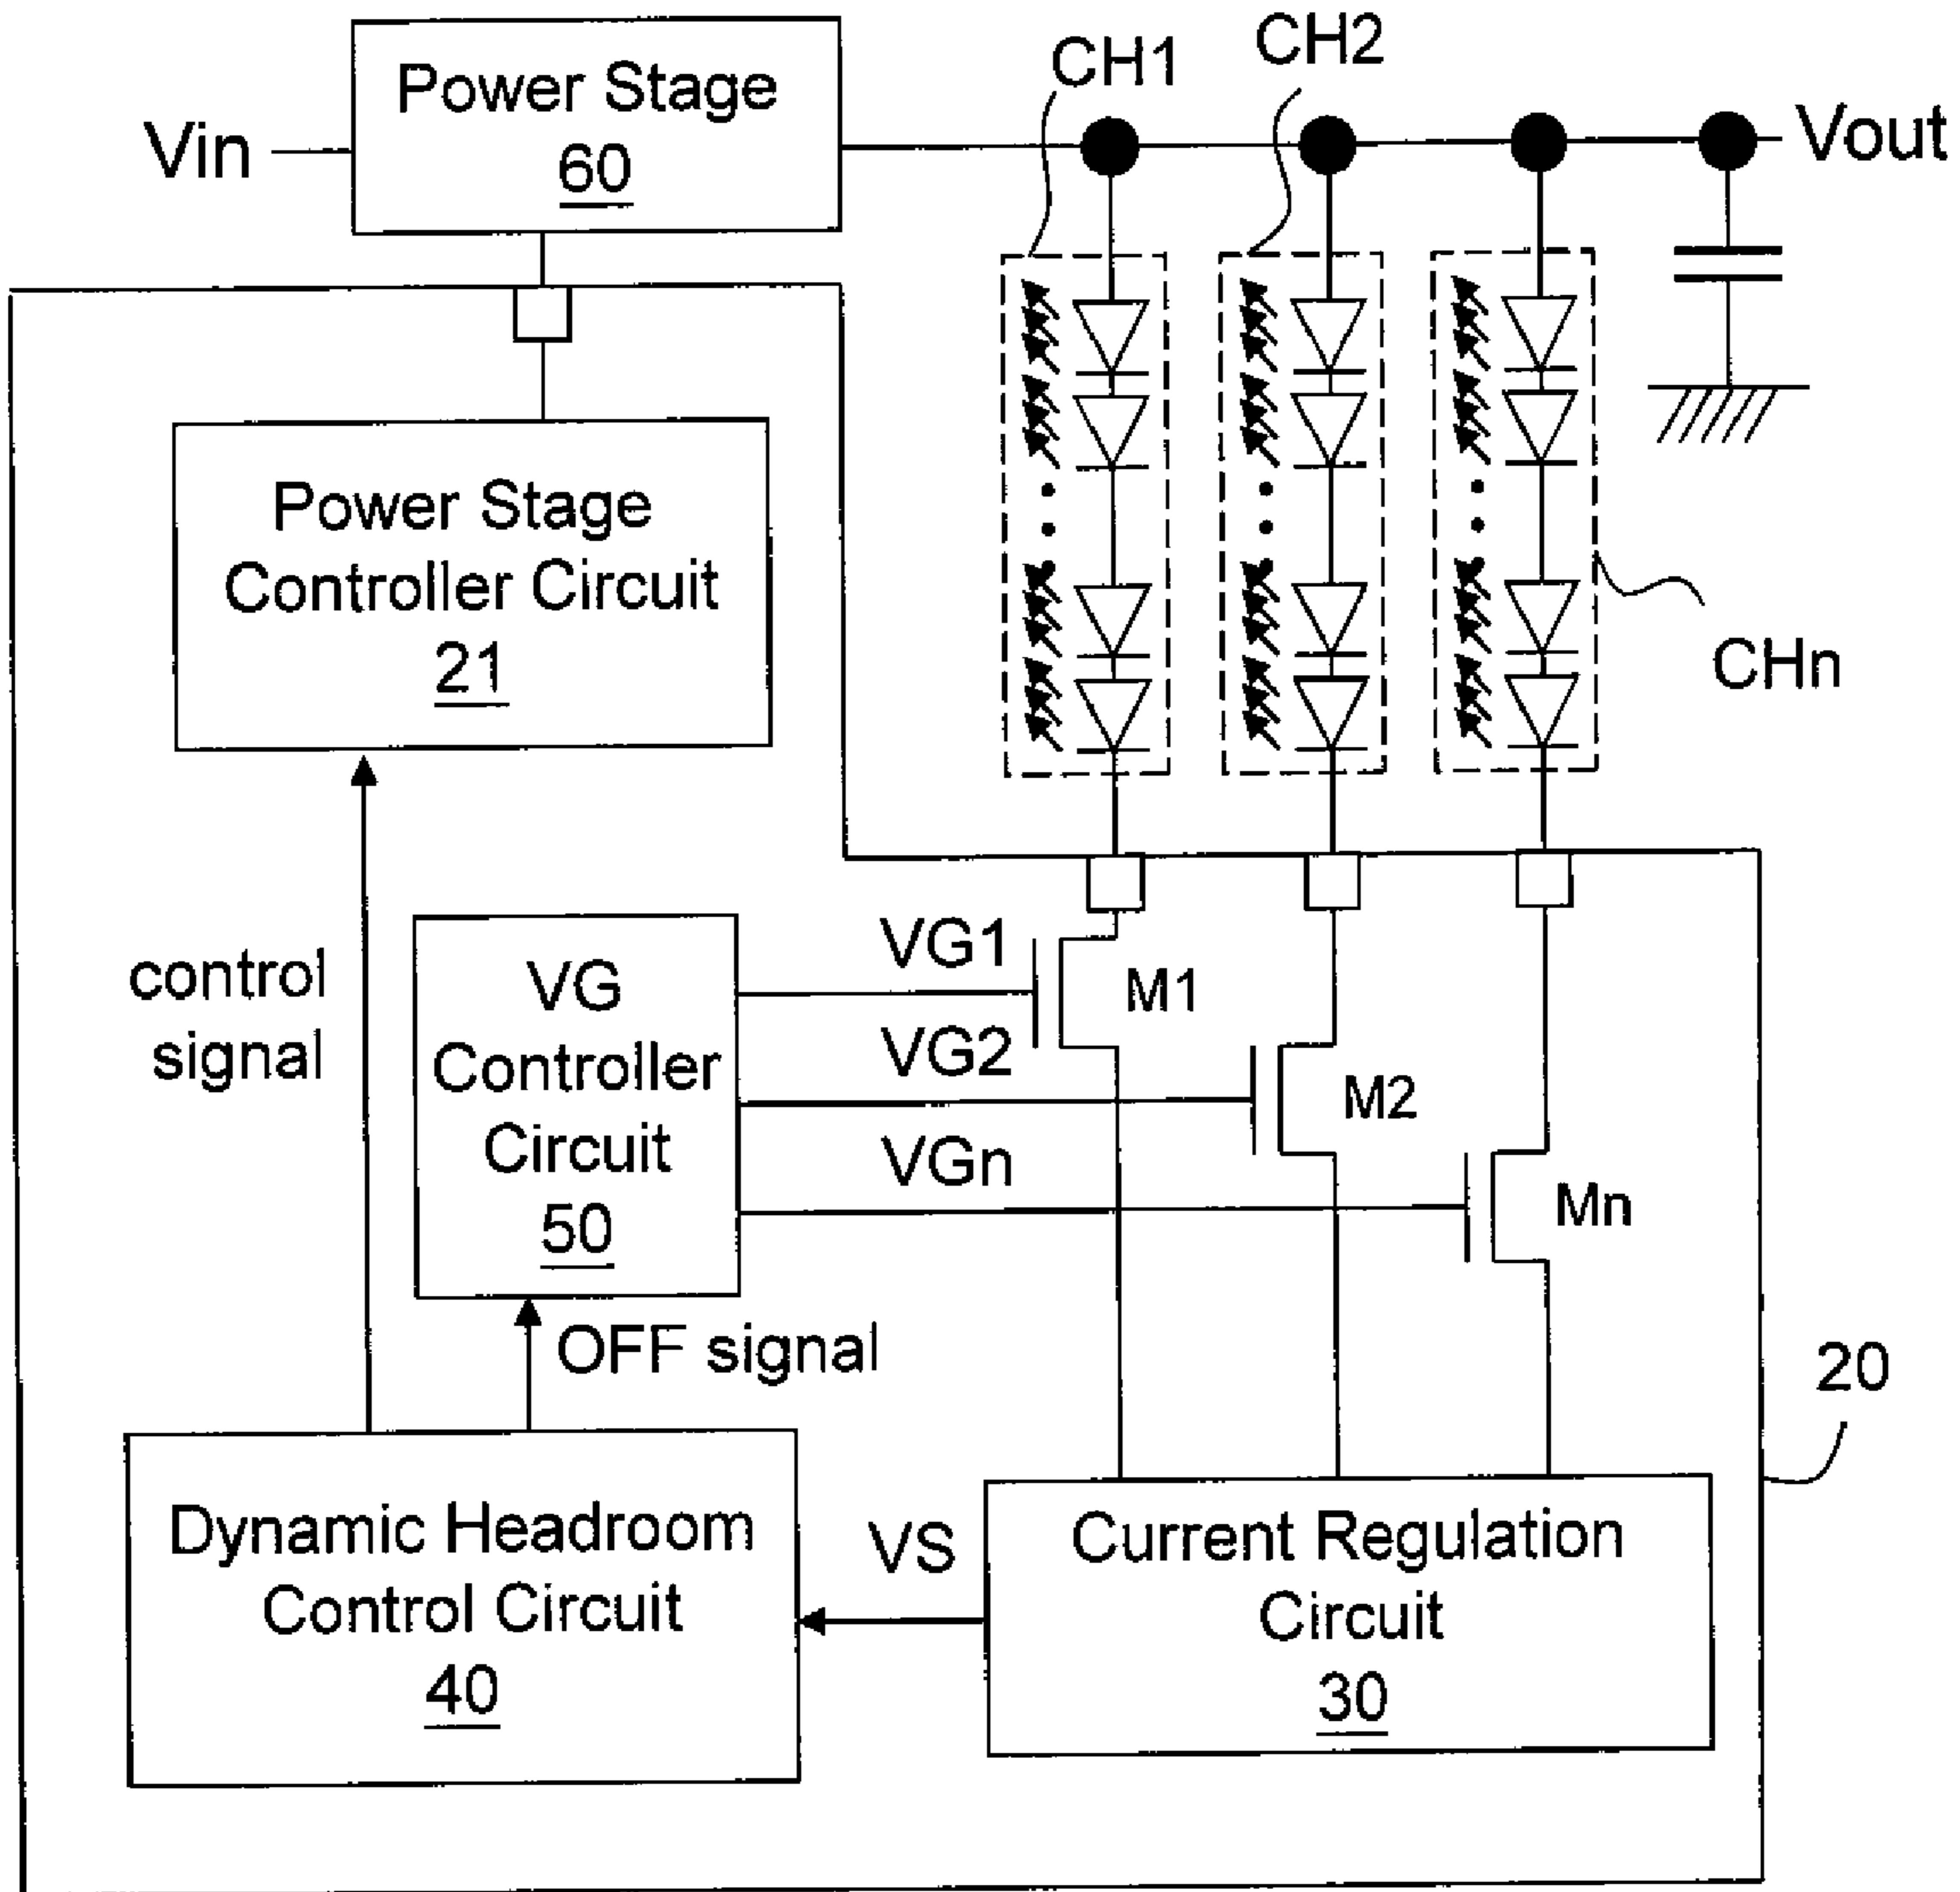 CH1
CH2
Power Stage
60
Vin
Vout
Power Stage
Controller Circuit
21
CHn
control
signal
VG
Controller
Circuit
50
VG1
M1
VG2
M2
VGn
Mn
OFF signal
20
Dynamic Headroom
Control Circuit
40
VS
Current Regulation
Circuit
30